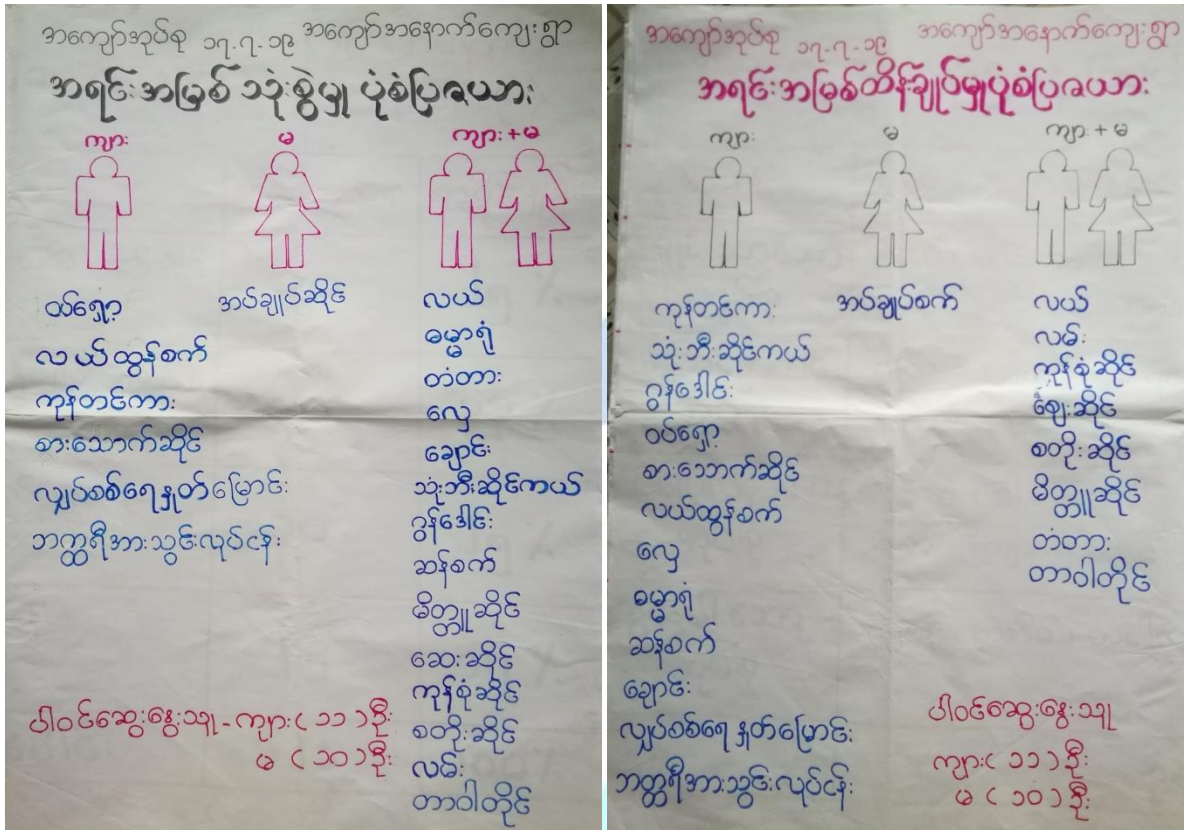 အကျော်အုပ်စု ၁၇.၇.၁၉ အကျော်အနောက်ကျေးရွာ
အရင်းအမြစ် သုံးစွဲမှု ပုံစံပြဇယား
ကျား
မ
ကျား + မ
ဝပ်ရှော့
လယ်ထွန်စက်
ကုန်တင်ကား
စားသောက်ဆိုင်
လျှပ်စစ်ရေနှုတ်မြောင်း
ဘက္ထရီအားသွင်းလုပ်ငန်း
အပ်ချုပ်ဆိုင်
လယ်
ဓမ္မာရုံ
တံတား
လှေ
ချောင်း
သုံးဘီးဆိုင်ကယ်
ဂွန်ဒေါင်း
ဆန်စက်
မိတ္တူဆိုင်
ဆေးဆိုင်
ကုန်စုံဆိုင်
စတိုးဆိုင်
လမ်း
တာဝါတိုင်
ပါဝင်ဆွေးနွေးသူ - ကျား ( ၁၁ ) ဦး
မ ( ၁၀ ) ဦး
အကျော်အုပ်စု ၁၇.၇.၁၉ အကျော်အနောက်ကျေးရွာ
အရင်းအမြစ်ထိန်းချုပ်မှုပုံစံပြဇယား
ကျား
မ
ကျား + မ
ကုန်တင်ကား
သုံးဘီးဆိုင်ကယ်
ဂွန်ဒေါင်း
ဝပ်ရှော့
စားသောက်ဆိုင်
လယ်ထွန်စက်
လှေ
ဓမ္မာရုံ
ဆန်စက်
ချောင်း
လျှပ်စစ်ရေနှုတ်မြောင်း
ဘတ္ထရီအားသွင်းလုပ်ငန်း
အပ်ချုပ်စက်
လယ်
လမ်း
ကုန်စုံဆိုင်
ဈေးဆိုင်
စတိုးဆိုင်
မိတ္တူဆိုင်
တံတား
တာဝါတိုင်
ပါဝင်ဆွေးနွေးသူ
ကျား ( ၁၁ ) ဦး
မ ( ၁၀ ) ဦး